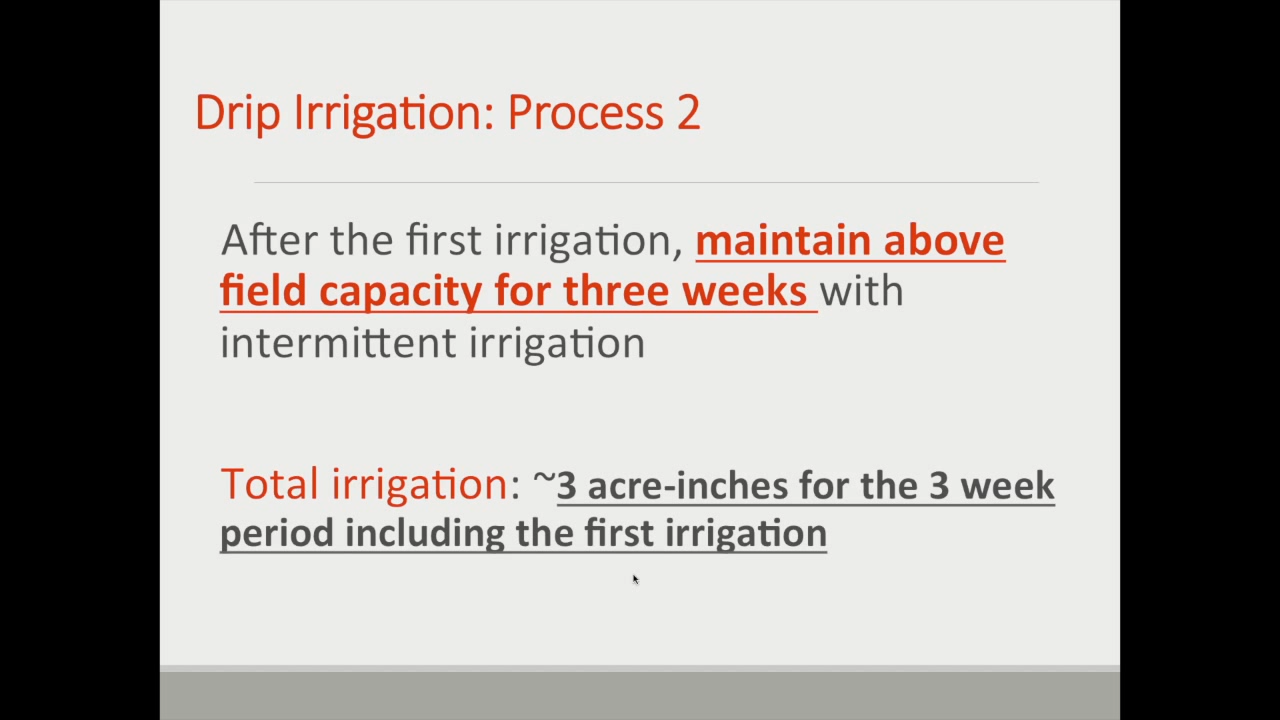 Drip Irrigation: Process 2
After the first irrigation, maintain above
field capacity for three weeks with
intermittent irrigation
Total irrigation: ~3 acre-inches for the 3 week
period including the first irrigation